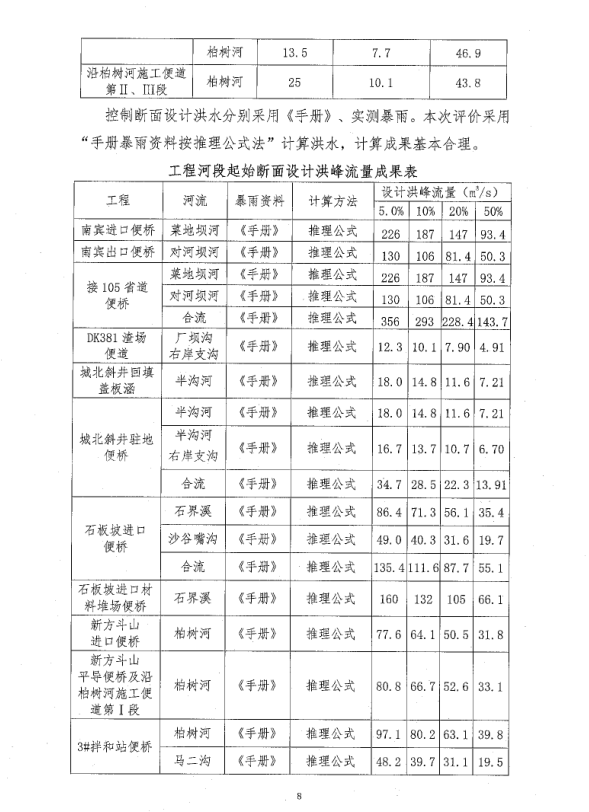 柏树河 13.5 7.7 46.9
沿柏树河施工便道
第Ⅱ、Ⅲ段 柏树河 25 10.1 43.8
控制断面设计洪水分别采用《手册》、实测暴雨。本次评价采用
“手册暴雨资料按推理公式法”计算洪水，计算成果基本合理。
工程河段起始断面设计洪峰流量成果表
工程 河流 暴雨资料 计算方法 设计洪峰流量（m³/s）
5.0% 10% 20% 50%
南宾进口便桥 菜地坝河 《手册》 推理公式 226 187 147 93.4
南宾出口便桥 对河坝河 《手册》 推理公式 130 106 81.4 50.3
接 105 省道
便桥 菜地坝河 《手册》 推理公式 226 187 147 93.4
对河坝河 《手册》 推理公式 130 106 81.4 50.3
合流 《手册》 推理公式 356 293 228.4 143.7
DK381 渣场
便道 厂坝沟
右岸支沟 《手册》 推理公式 12.3 10.1 7.90 4.91
城北斜井回填
盖板涵 半沟河 《手册》 推理公式 18.0 14.8 11.6 7.21
城北斜井驻地
便桥 半沟河 《手册》 推理公式 18.0 14.8 11.6 7.21
半沟河
右岸支沟 《手册》 推理公式 16.7 13.7 10.7 6.70
合流 《手册》 推理公式 34.7 28.5 22.3 13.91
石板坡进口
便桥 石界溪 《手册》 推理公式 86.4 71.3 56.1 35.4
沙谷嘴沟 《手册》 推理公式 49.0 40.3 31.6 19.7
合流 《手册》 推理公式 135.4 111.6 87.7 55.1
石板坡进口材
料堆场便桥 石界溪 《手册》 推理公式 160 132 105 66.1
新方斗山
进口便桥 柏树河 《手册》 推理公式 77.6 64.1 50.5 31.8
新方斗山
平导便桥及沿
柏树河施工便
道第Ⅰ段 柏树河 《手册》 推理公式 80.8 66.7 52.6 33.1
3#拌和站便桥 柏树河 《手册》 推理公式 97.1 80.2 63.1 39.8
马二沟 《手册》 推理公式 48.2 39.7 31.1 19.5
8